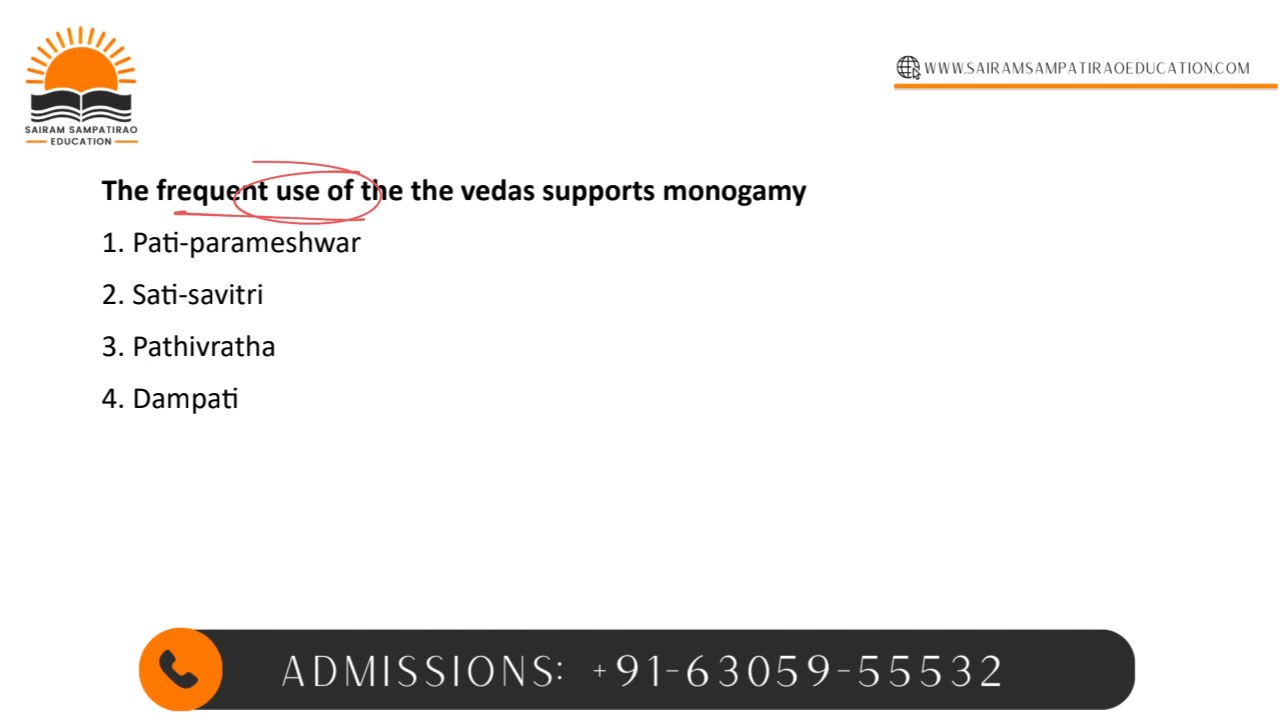 SAIRAM SAMPATIRAO
EDUCATION
WWW.SAIRAMSAMPATIRAOEDUCATION.COM
The frequent use of the the vedas supports monogamy
1. Pati-parameshwar
2. Sati-savitri
3. Pathivratha
4. Dampati
ADMISSIONS: +91-63059-55532